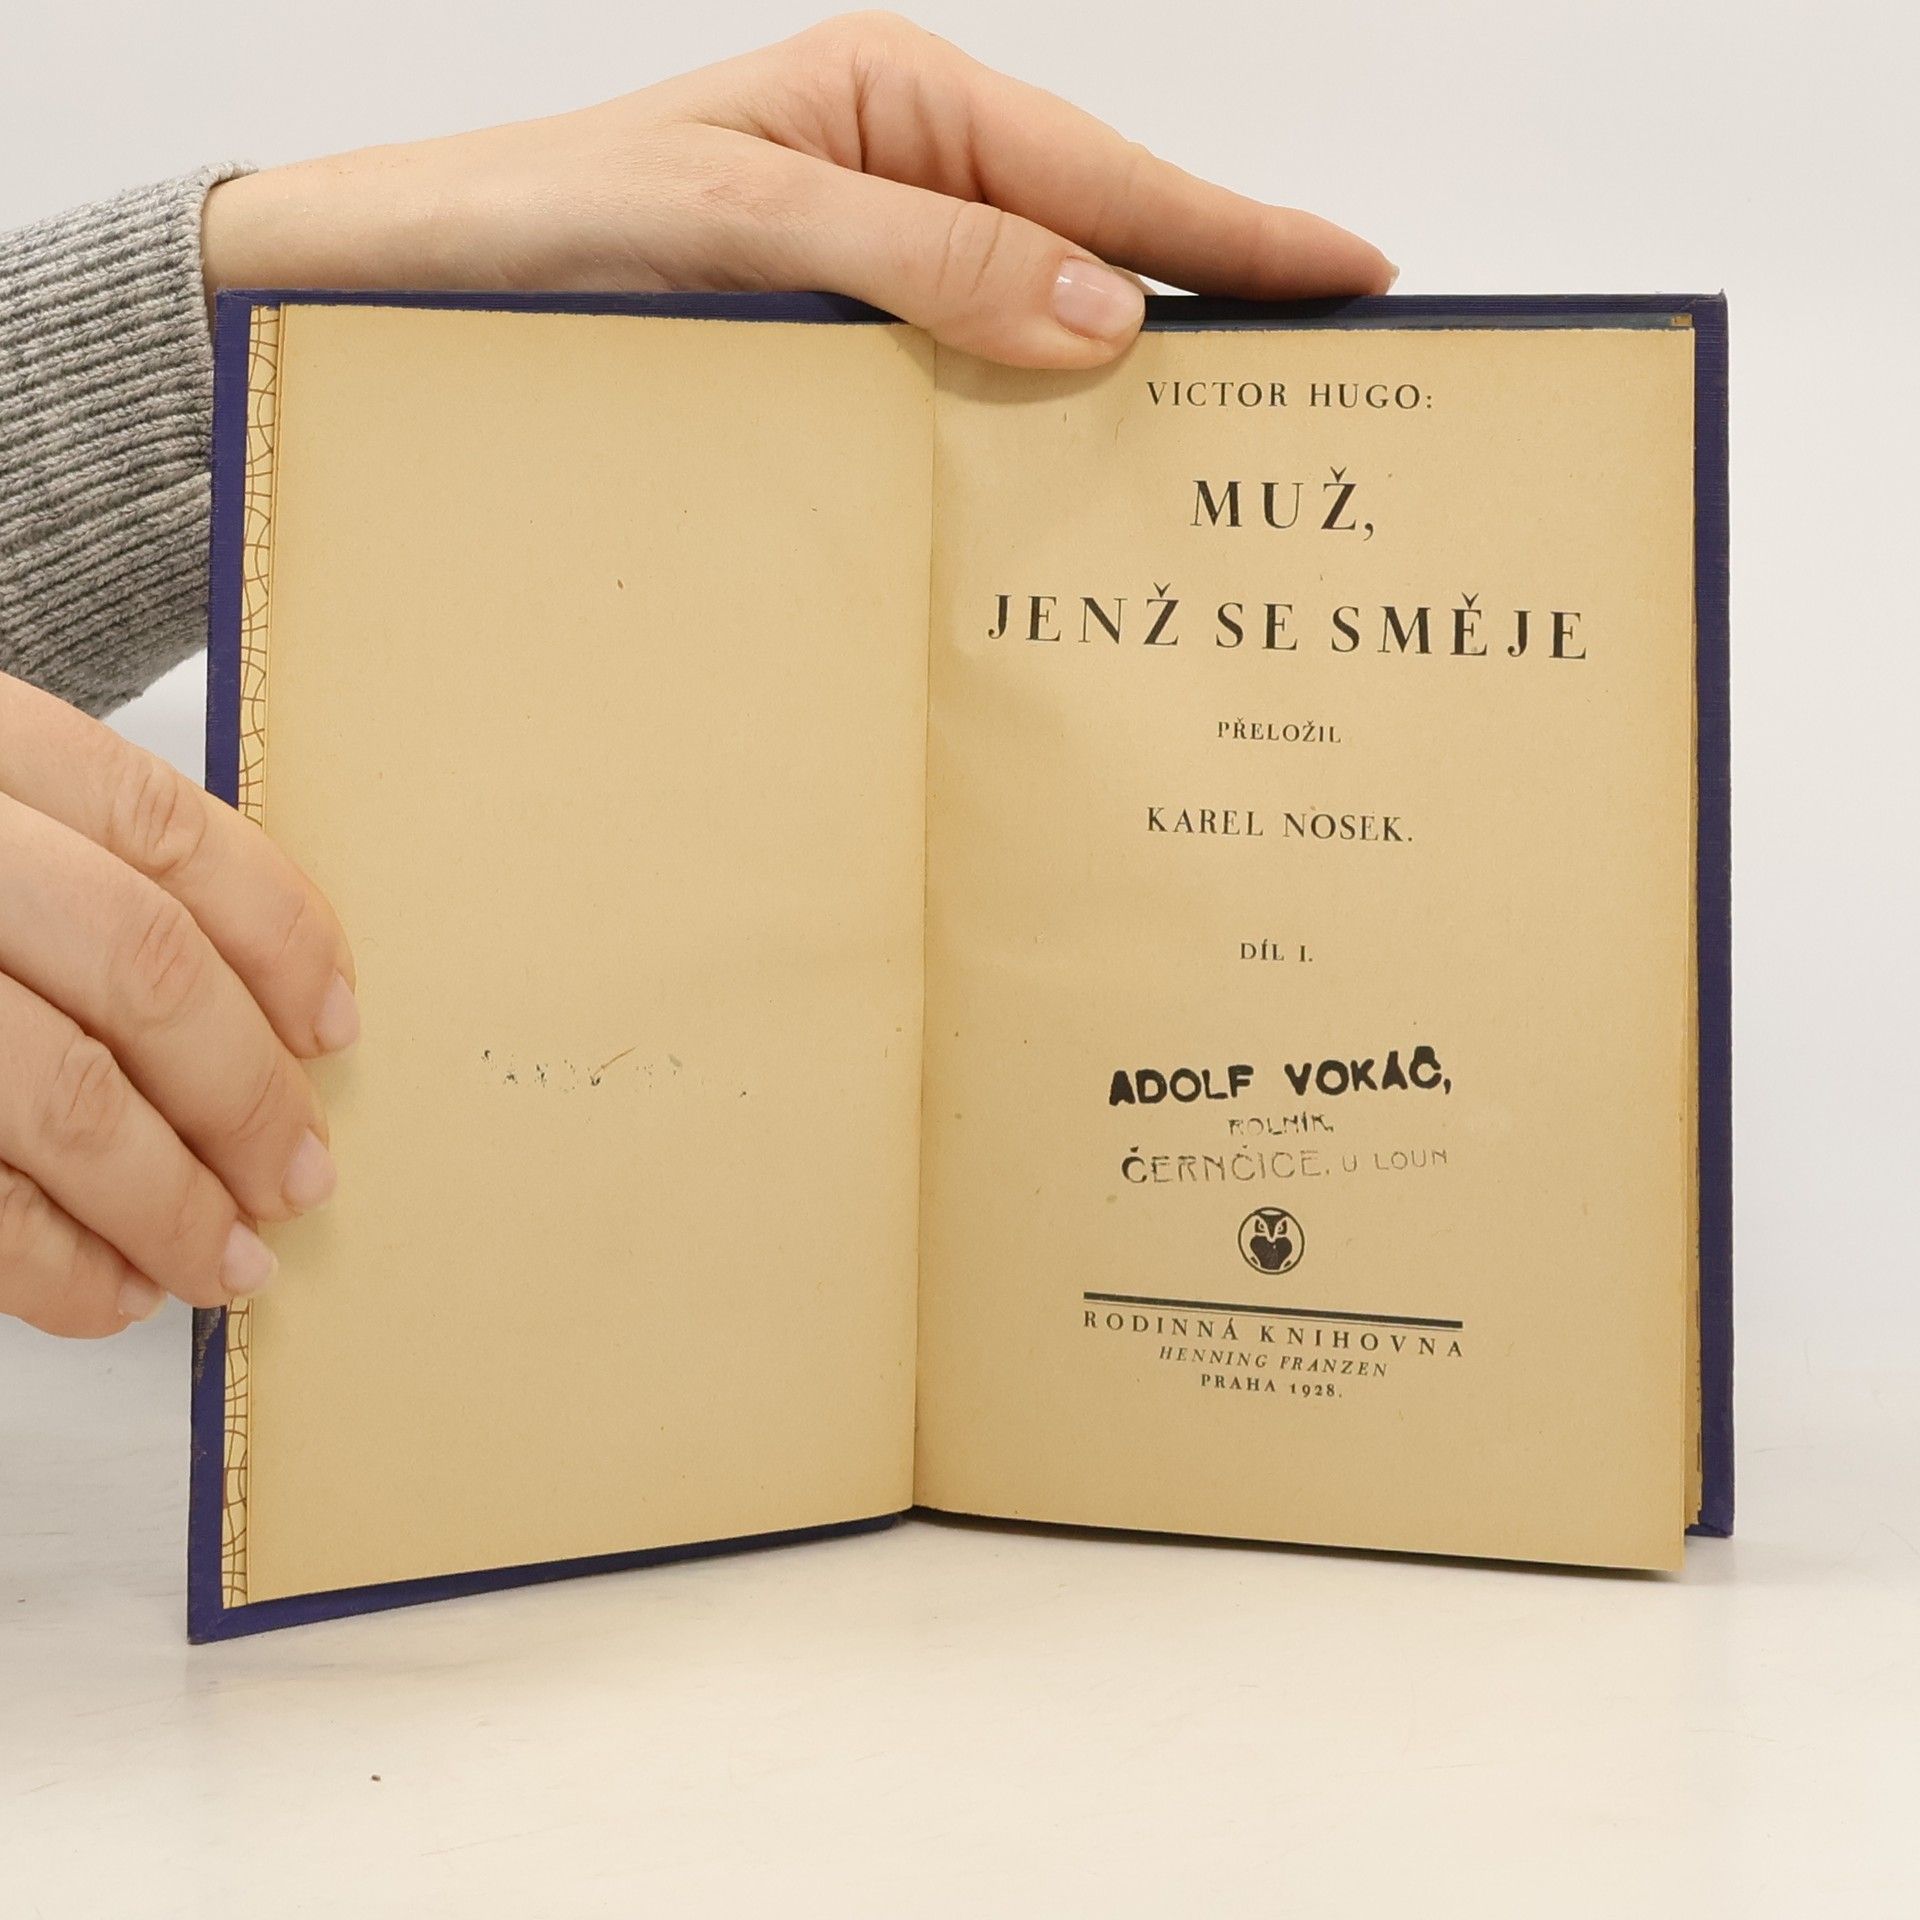 VICTOR HUGO:
MUŽ,
JENŽ SE SMĚJE
PŘELOŽIL
KAREL NOSEK.
DÍL I.
ADOLF VOKÁČ,
ROLNÍK,
ČERNČICE, U LOUN
RODINNÁ KNIHOVNA
HENNING FRANZEN
PRAHA 1928.